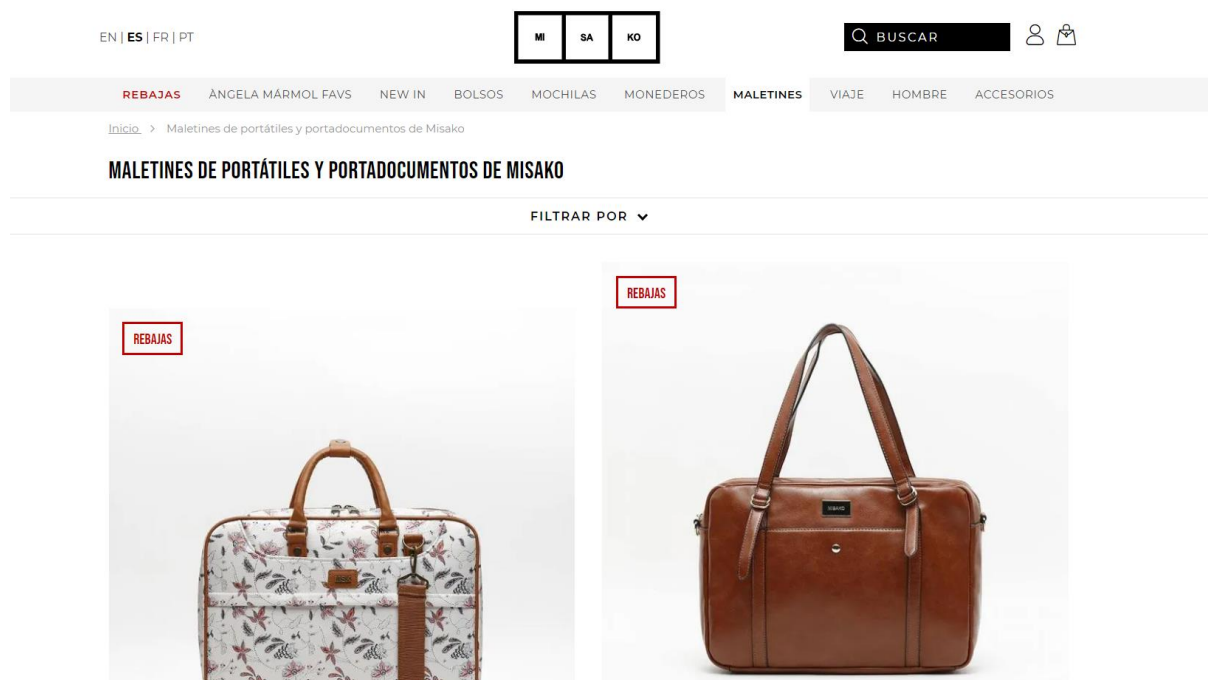 EN | ES | FR | PT
MI SA KO
BUSCAR
REBAJAS ÀNGELA MÁRMOL FAVS NEW IN BOLSOS MOCHILAS MONEDEROS MALETINES VIAJE HOMBRE ACCESORIOS
Inicio > Maletines de portátiles y portadocumentos de Misako
MALETINES DE PORTÁTILES Y PORTADOCUMENTOS DE MISAKO
FILTRAR POR
REBAJAS
REBAJAS
MISAKO